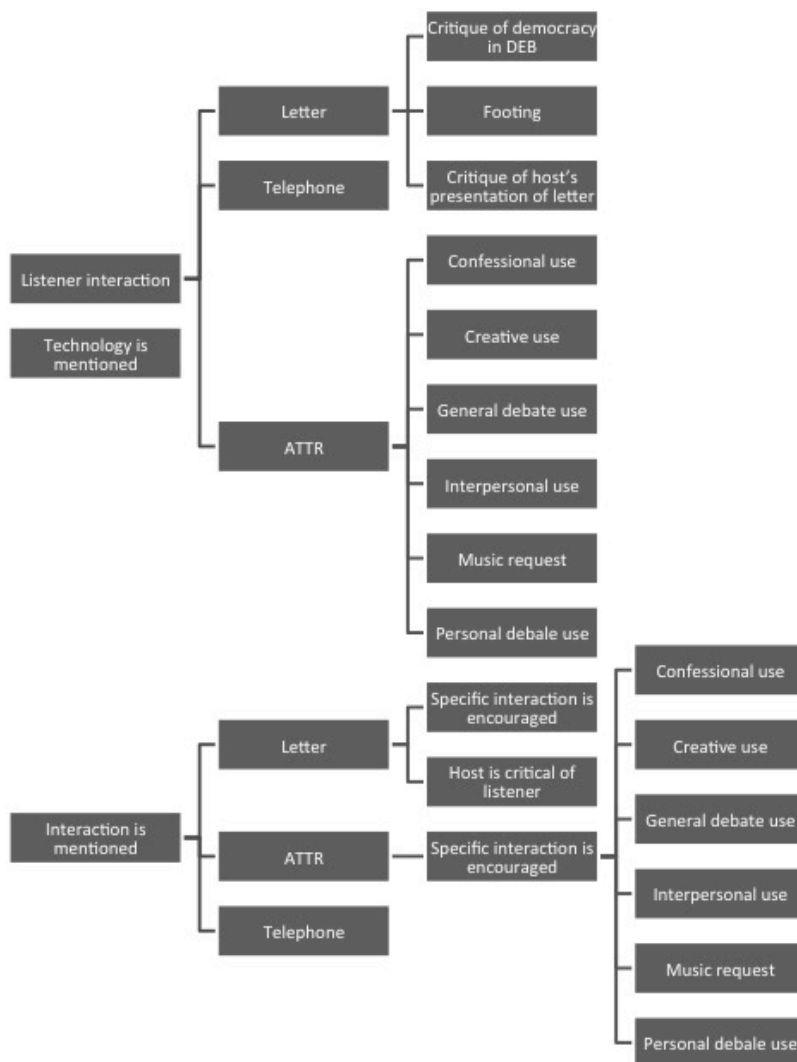 Critique of democracy
in DEB
Letter
Footing
Telephone
Critique of host's
presentation of letter
Listener interaction
Confessional use
Technology is
mentioned
Creative use
General debate use
ATTR
Interpersonal use
Music request
Personal debale use
Confessional use
Specific interaction is
encouraged
Letter
Creative use
Host is critical of
listener
Interaction is
mentioned
General debate use
ATTR
Specific interaction is
encouraged
Interpersonal use
Telephone
Music request
Personal debale use